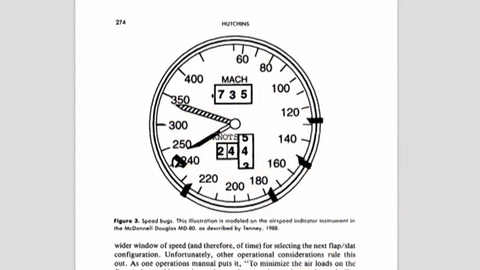 274 HUTCHINS
60
80
100
120
140
160
180
200
220
240
250
300
350
400
MACH
.735
KNOTS
5
2 4 4
3
Figure 3. Speed bugs. This illustration is modeled on the airspeed indicator instrument in
the McDonnell Douglas MD-80, as described by Tenney, 1988.
wider window of speed (and therefore, of time) for selecting the next flap/slat
configuration. Unfortunately, other operational considerations rule this
out. As one operations manual puts it, "To minimize the air loads on the